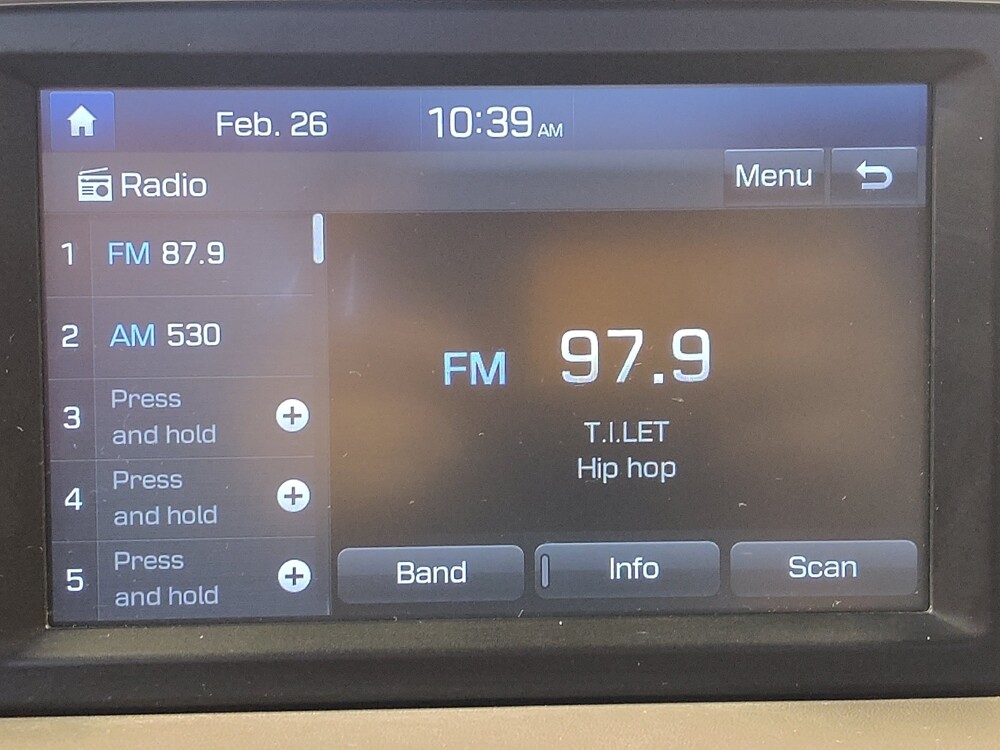 Feb. 26 10:39 AM
Radio Menu
1 FM 87.9
2 AM 530
3 Press
and hold
4 Press
and hold
5 Press
and hold
FM 97.9
T.I.LET
Hip hop
Band Info Scan